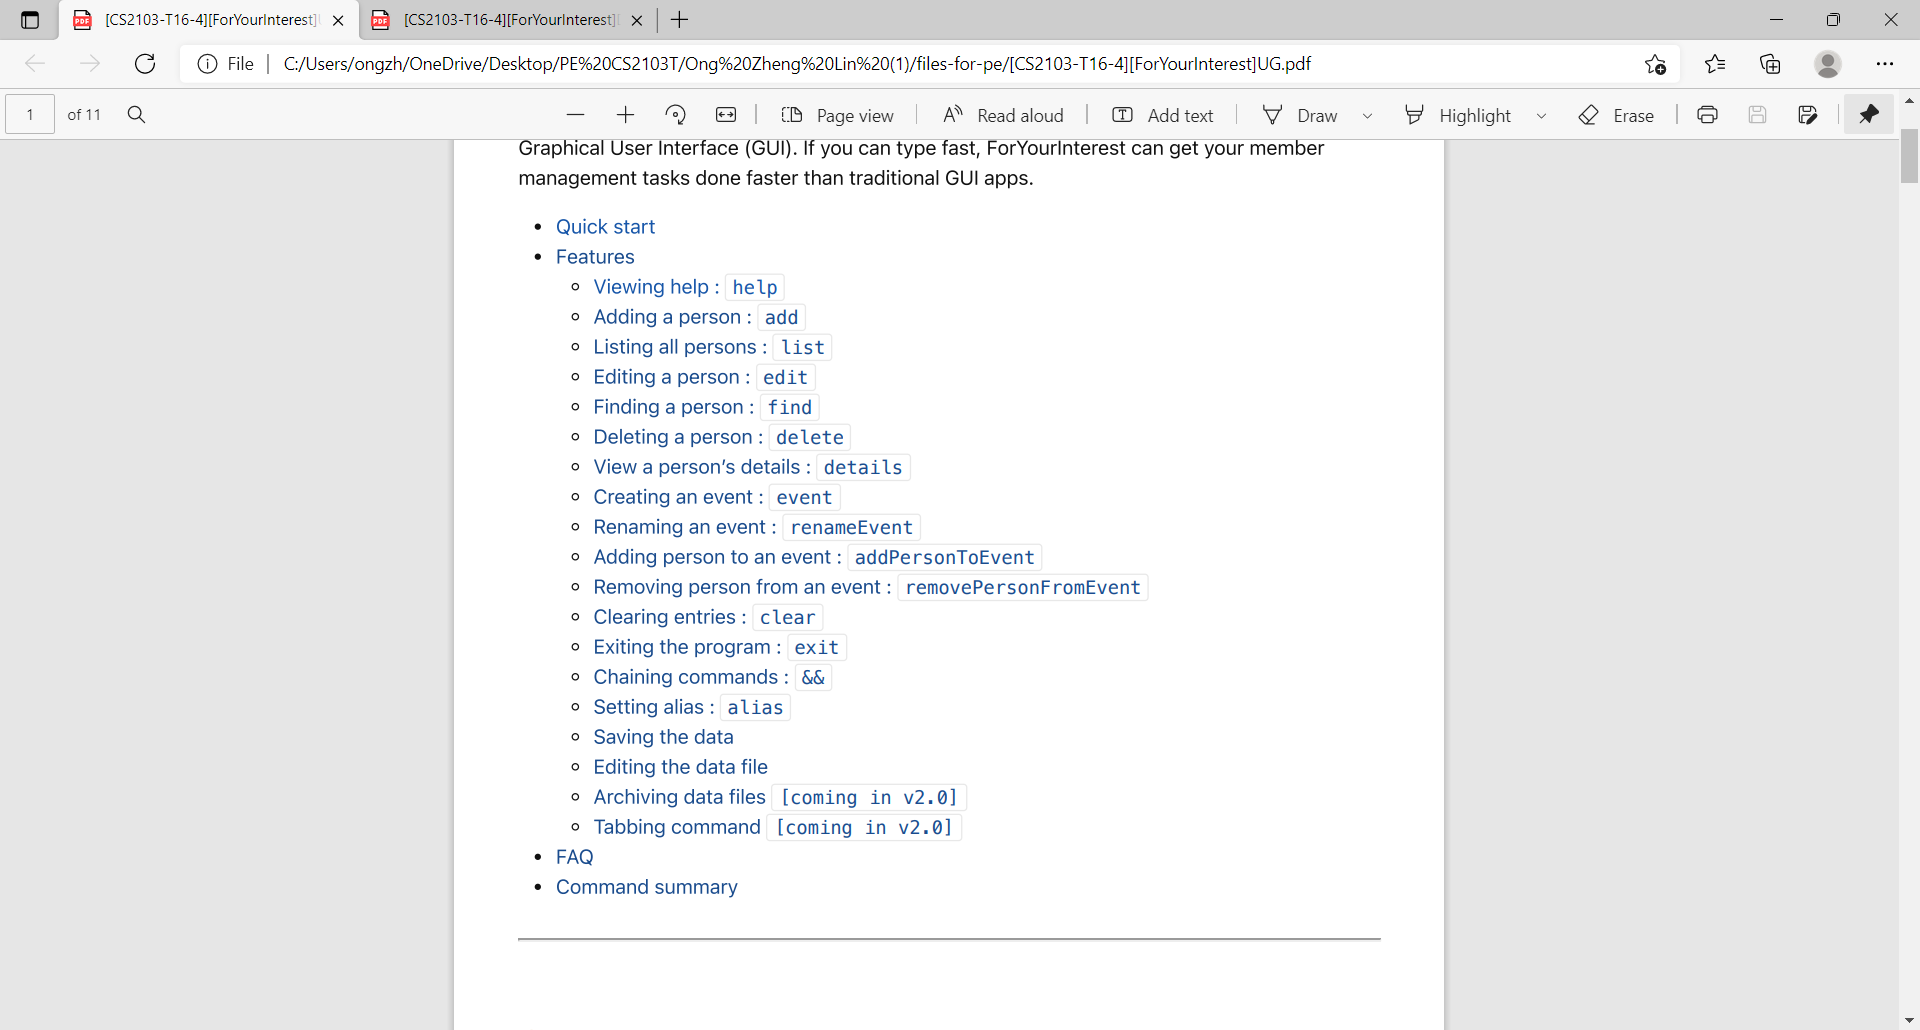 [CS2103-T16-4][ForYourInterest]
[CS2103-T16-4][ForYourInterest]
File
C:/Users/ongzh/OneDrive/Desktop/PE%20CS2103T/Ong%20Zheng%20Lin%20(1)/files-for-pe/[CS2103-T16-4][ForYourInterest]UG.pdf
1 of 11 Page view Read aloud Add text Draw Highlight Erase
Graphical User Interface (GUI). If you can type fast, ForYourInterest can get your member
management tasks done faster than traditional GUI apps.
• Quick start
• Features
Viewing help : help
Adding a person : add
Listing all persons : list
Editing a person : edit
Finding a person : find
Deleting a person : delete
View a person's details : details
Creating an event : event
Renaming an event : renameEvent
Adding person to an event : addPersonToEvent
Removing person from an event : removePersonFromEvent
Clearing entries : clear
Exiting the program : exit
Chaining commands : &&
Setting alias : alias
Saving the data
Editing the data file
Archiving data files [coming in v2.0]
Tabbing command [coming in v2.0]
• FAQ
• Command summary